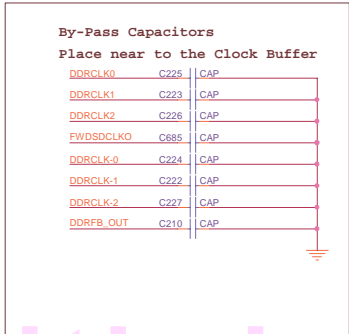 By-Pass Capacitors
Place near to the Clock Buffer
DDRCLK0 C225 CAP
DDRCLK1 C223 CAP
DDRCLK2 C226 CAP
FWDSDCLKO C685 CAP
DDRCLK-0 C224 CAP
DDRCLK-1 C222 CAP
DDRCLK-2 C227 CAP
DDRFB_OUT C210 CAP